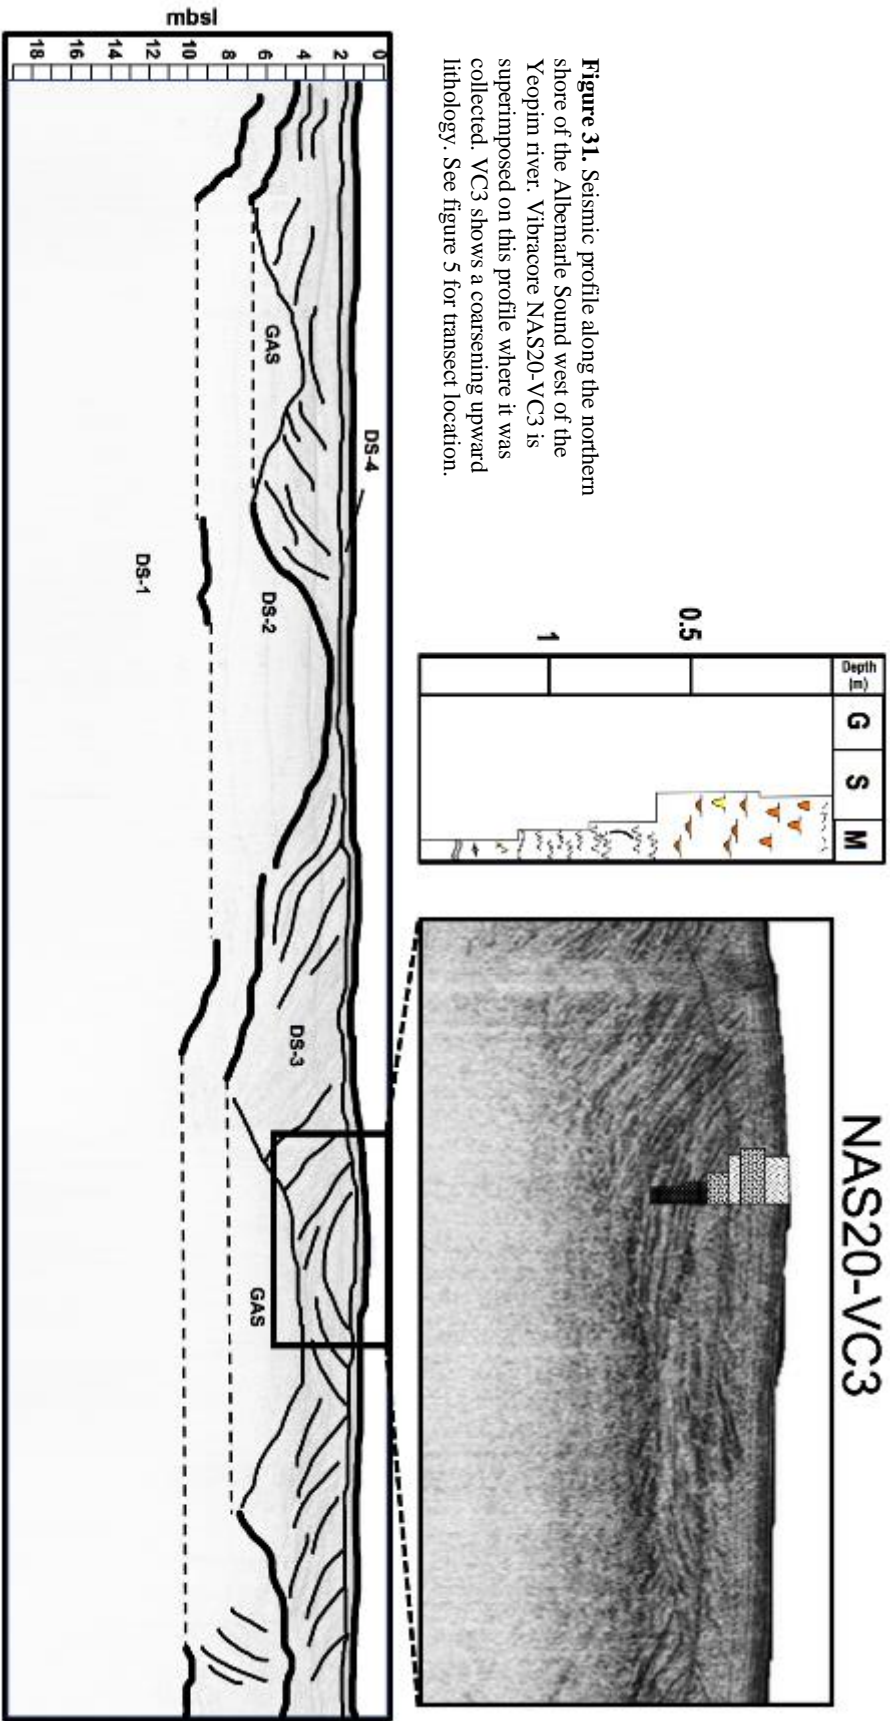 NAS20-VC3
Depth
(m)
G
S
M
0.5
1
Figure 31. Seismic profile along the northern
shore of the Albemarle Sound west of the
Yeopim river. Vibracore NAS20-VC3 is
superimposed on this profile where it was
collected. VC3 shows a coarsening upward
lithology. See figure 5 for transect location.
mbsl
0
2
4
6
8
10
12
14
16
18
DS-4
GAS
DS-2
DS-1
DS-3
GAS